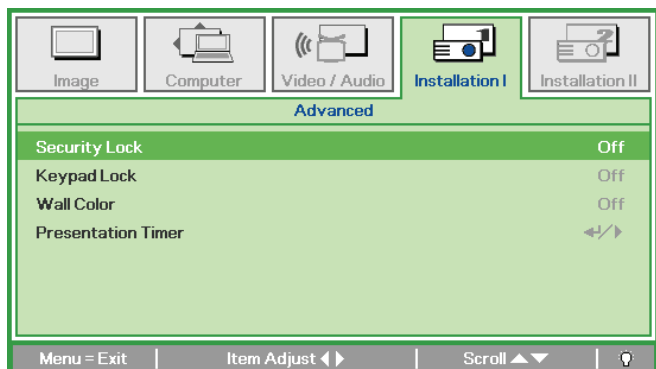 Image Computer Video / Audio Installation I Installation II
Advanced
Security Lock Off
Keypad Lock Off
Wall Color Off
Presentation Timer
Menu = Exit Item Adjust Scroll